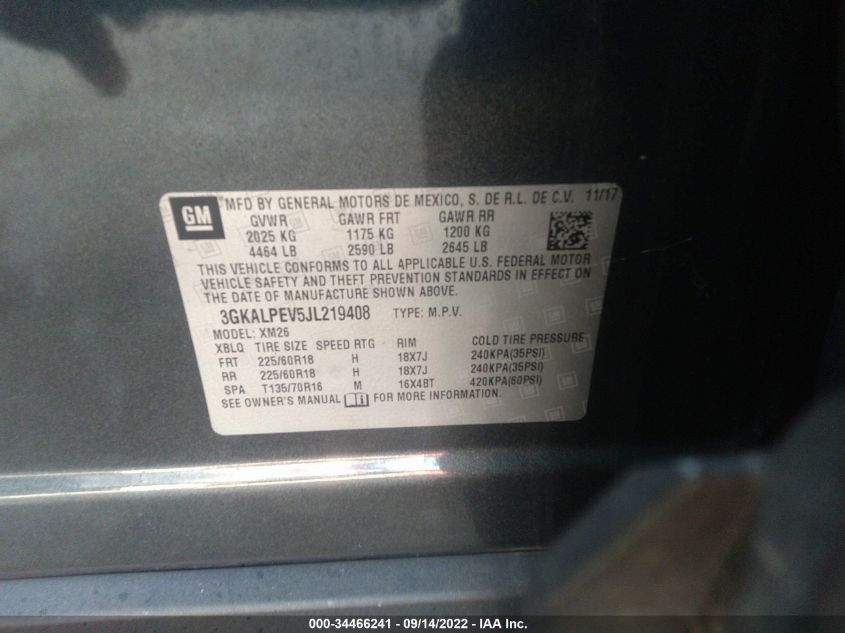 GM
MFD BY GENERAL MOTORS DE MEXICO, S. DE R.L. DE C.V. 11/17
GVWR GAWR FRT GAWR RR
2025 KG 1175 KG 1200 KG
4464 LB 2590 LB 2645 LB
THIS VEHICLE CONFORMS TO ALL APPLICABLE U.S. FEDERAL MOTOR
VEHICLE SAFETY AND THEFT PREVENTION STANDARDS IN EFFECT ON
THE DATE OF MANUFACTURE SHOWN ABOVE.
3GKALPEV5JL219408 TYPE: M.P.V.
MODEL: XM26
XBLQ TIRE SIZE SPEED RTG RIM COLD TIRE PRESSURE
FRT 225/60R18 H 18X7J 240KPA(35PSI)
RR 225/60R18 H 18X7J 240KPA(35PSI)
SPA T135/70R16 M 16X4BT 420KPA(60PSI)
SEE OWNER'S MANUAL FOR MORE INFORMATION.
000-34466241 - 09/14/2022 - IAA Inc.